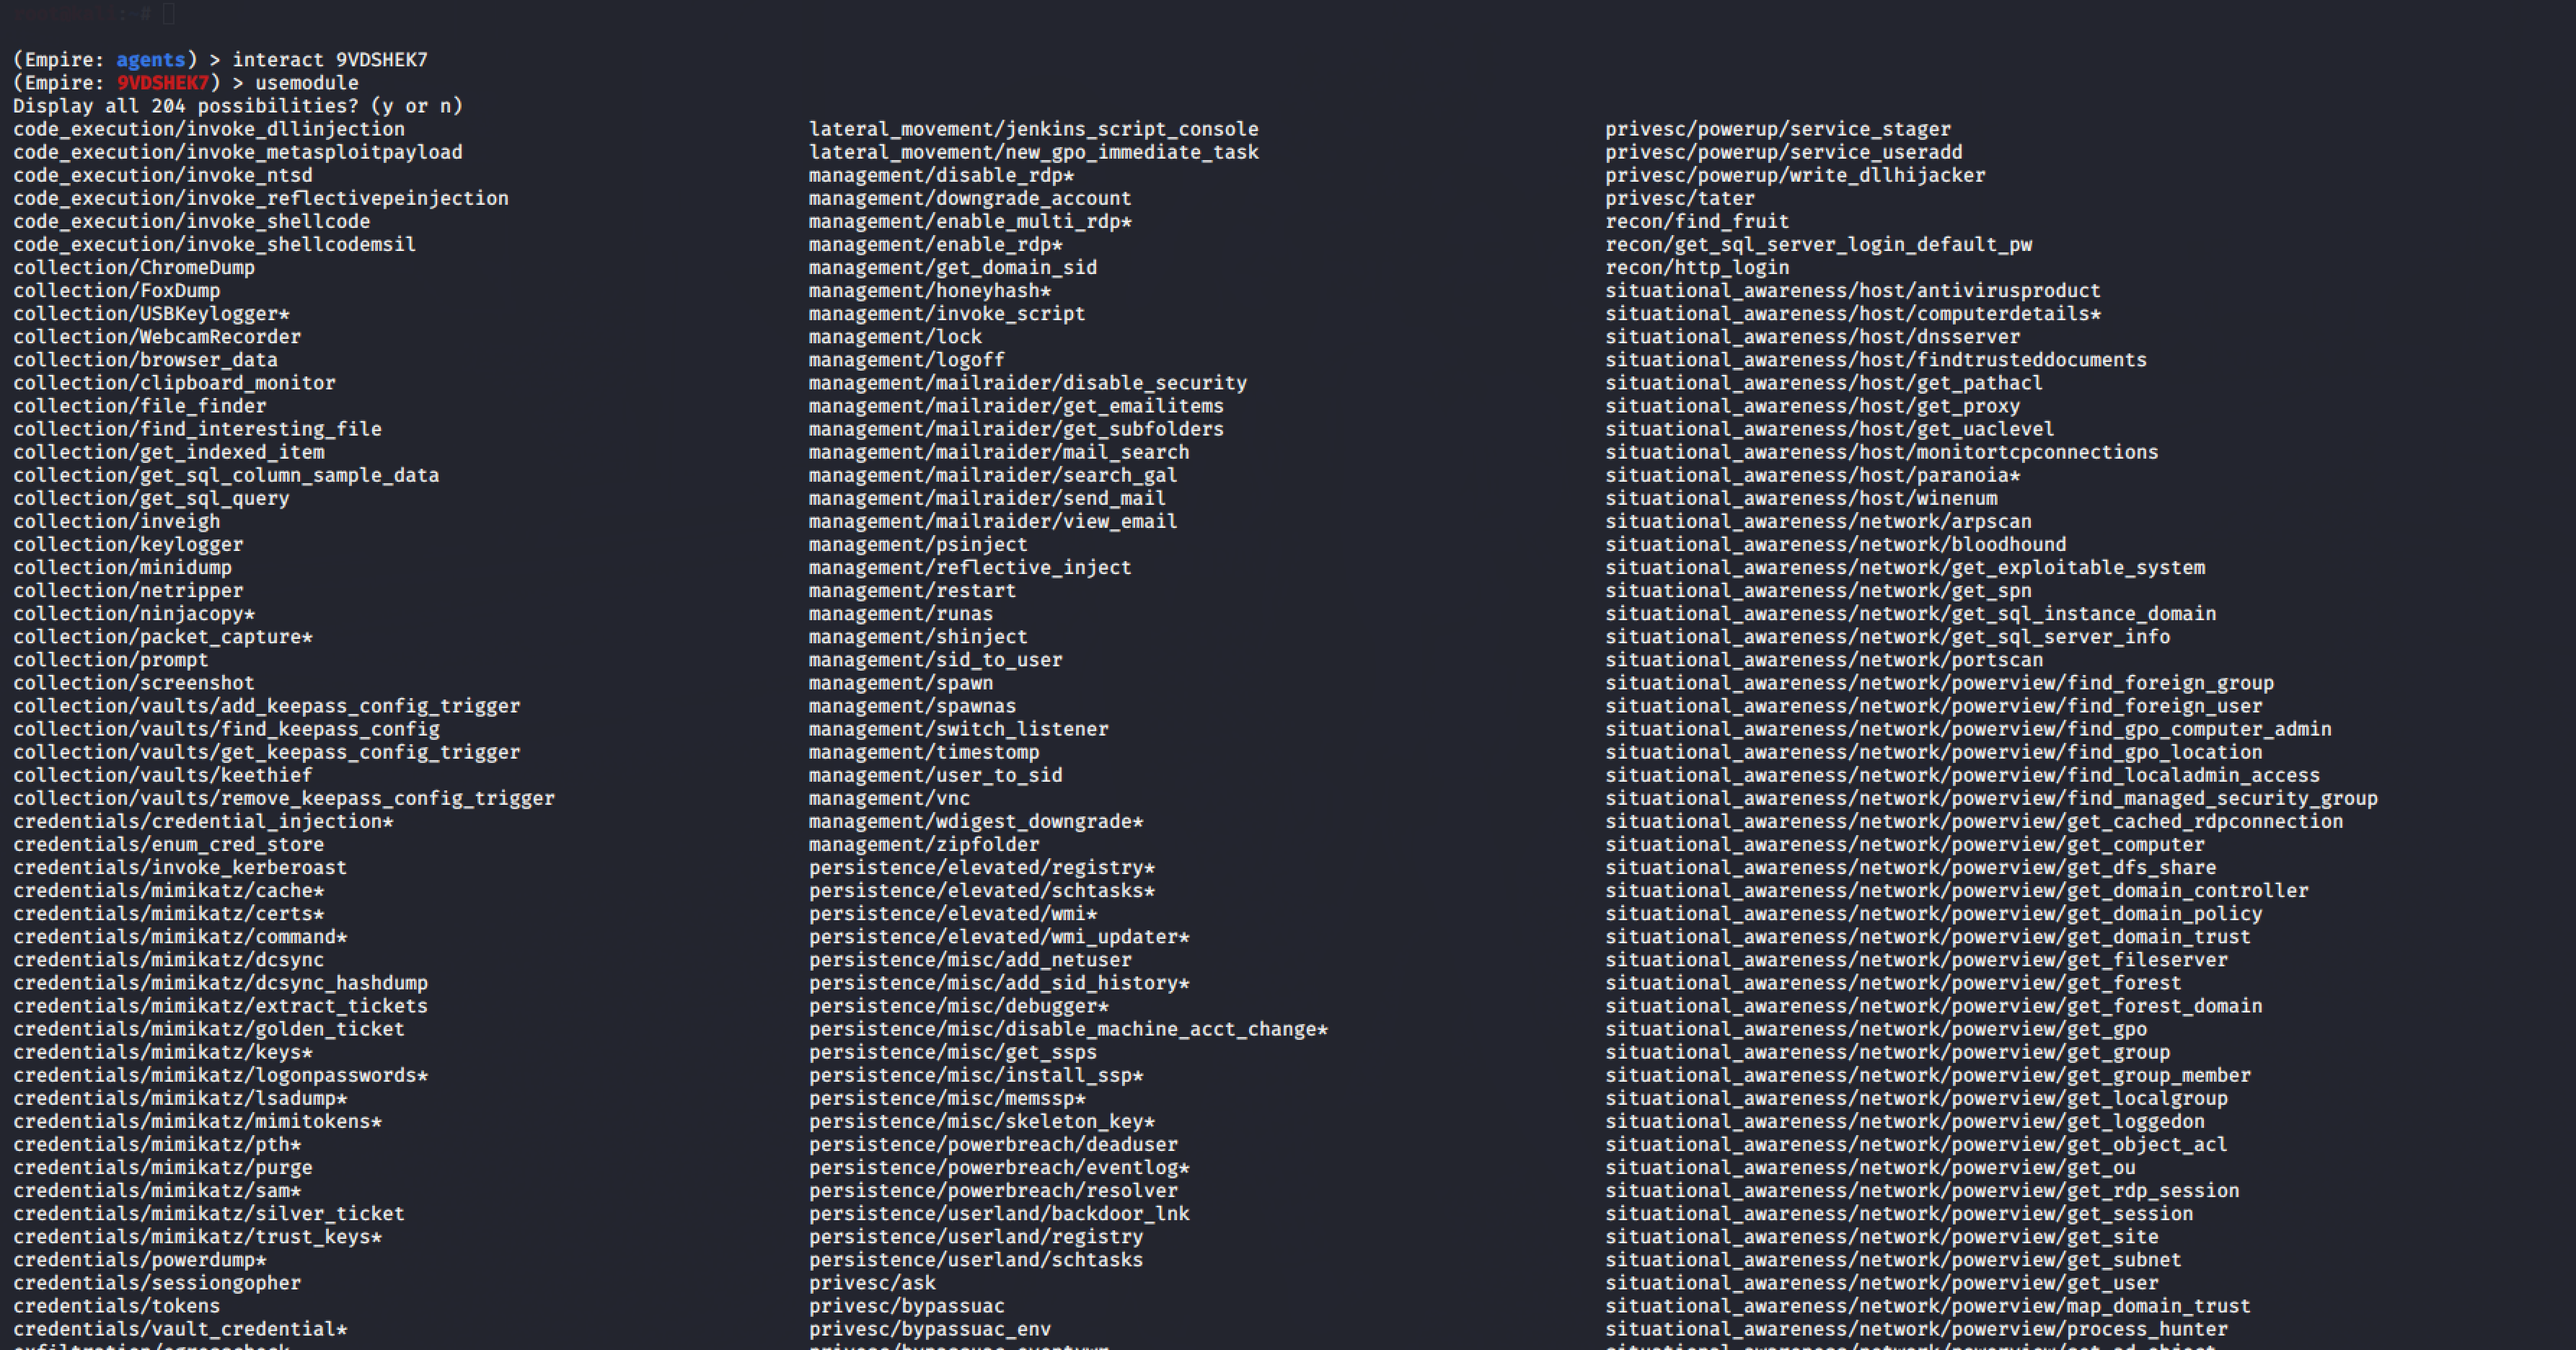 (Empire: agents) > interact 9VDSHEK7
(Empire: 9VDSHEK7) > usemodule
Display all 204 possibilities? (y or n)
code_execution/invoke_dllinjection lateral_movement/jenkins_script_console privesc/powerup/service_stager
code_execution/invoke_metasploitpayload lateral_movement/new_gpo_immediate_task privesc/powerup/service_useradd
code_execution/invoke_ntsd management/disable_rdp* privesc/powerup/write_dllhijacker
code_execution/invoke_reflectivepeinjection management/downgrade_account privesc/tater
code_execution/invoke_shellcode management/enable_multi_rdp* recon/find_fruit
code_execution/invoke_shellcodemsil management/enable_rdp* recon/get_sql_server_login_default_pw
collection/ChromeDump management/get_domain_sid recon/http_login
collection/FoxDump management/honeyhash* situational_awareness/host/antivirusproduct
collection/USBKeylogger* management/invoke_script situational_awareness/host/computerdetails*
collection/WebcamRecorder management/lock situational_awareness/host/dnsserver
collection/browser_data management/logoff situational_awareness/host/findtrusteddocuments
collection/clipboard_monitor management/mailraider/disable_security situational_awareness/host/get_pathacl
collection/file_finder management/mailraider/get_emailitems situational_awareness/host/get_proxy
collection/find_interesting_file management/mailraider/get_subfolders situational_awareness/host/get_uaclevel
collection/get_indexed_item management/mailraider/mail_search situational_awareness/host/monitortcpconnections
collection/get_sql_column_sample_data management/mailraider/search_gal situational_awareness/host/paranoia*
collection/get_sql_query management/mailraider/send_mail situational_awareness/host/winenum
collection/inveigh management/mailraider/view_email situational_awareness/network/arpscan
collection/keylogger management/psinject situational_awareness/network/bloodhound
collection/minidump management/reflective_inject situational_awareness/network/get_exploitable_system
collection/netripper management/restart situational_awareness/network/get_spn
collection/ninjacopy* management/runas situational_awareness/network/get_sql_instance_domain
collection/packet_capture* management/shinject situational_awareness/network/get_sql_server_info
collection/prompt management/sid_to_user situational_awareness/network/portscan
collection/screenshot management/spawn situational_awareness/network/powerview/find_foreign_group
collection/vaults/add_keepass_config_trigger management/spawnas situational_awareness/network/powerview/find_foreign_user
collection/vaults/find_keepass_config management/switch_listener situational_awareness/network/powerview/find_gpo_computer_admin
collection/vaults/get_keepass_config_trigger management/timestomp situational_awareness/network/powerview/find_gpo_location
collection/vaults/keethief management/user_to_sid situational_awareness/network/powerview/find_localadmin_access
collection/vaults/remove_keepass_config_trigger management/vnc situational_awareness/network/powerview/find_managed_security_group
credentials/credential_injection* management/wdigest_downgrade* situational_awareness/network/powerview/get_cached_rdpconnection
credentials/enum_cred_store management/zipfolder situational_awareness/network/powerview/get_computer
credentials/invoke_kerberoast persistence/elevated/registry* situational_awareness/network/powerview/get_dfs_share
credentials/mimikatz/cache* persistence/elevated/schtasks* situational_awareness/network/powerview/get_domain_controller
credentials/mimikatz/certs* persistence/elevated/wmi* situational_awareness/network/powerview/get_domain_policy
credentials/mimikatz/command* persistence/elevated/wmi_updater* situational_awareness/network/powerview/get_domain_trust
credentials/mimikatz/dcsync persistence/misc/add_netuser situational_awareness/network/powerview/get_fileserver
credentials/mimikatz/dcsync_hashdump persistence/misc/add_sid_history* situational_awareness/network/powerview/get_forest
credentials/mimikatz/extract_tickets persistence/misc/debugger* situational_awareness/network/powerview/get_forest_domain
credentials/mimikatz/golden_ticket persistence/misc/disable_machine_acct_change* situational_awareness/network/powerview/get_gpo
credentials/mimikatz/keys* persistence/misc/get_ssps situational_awareness/network/powerview/get_group
credentials/mimikatz/logonpasswords* persistence/misc/install_ssp* situational_awareness/network/powerview/get_group_member
credentials/mimikatz/lsadump* persistence/misc/memssp* situational_awareness/network/powerview/get_localgroup
credentials/mimikatz/mimitokens* persistence/misc/skeleton_key* situational_awareness/network/powerview/get_loggedon
credentials/mimikatz/pth* persistence/powerbreach/deaduser situational_awareness/network/powerview/get_object_acl
credentials/mimikatz/purge persistence/powerbreach/eventlog* situational_awareness/network/powerview/get_ou
credentials/mimikatz/sam* persistence/powerbreach/resolver situational_awareness/network/powerview/get_rdp_session
credentials/mimikatz/silver_ticket persistence/userland/backdoor_lnk situational_awareness/network/powerview/get_session
credentials/mimikatz/trust_keys* persistence/userland/registry situational_awareness/network/powerview/get_site
credentials/powerdump* persistence/userland/schtasks situational_awareness/network/powerview/get_subnet
credentials/sessiongopher privesc/ask situational_awareness/network/powerview/get_user
credentials/tokens privesc/bypassuac situational_awareness/network/powerview/map_domain_trust
credentials/vault_credential* privesc/bypassuac_env situational_awareness/network/powerview/process_hunter